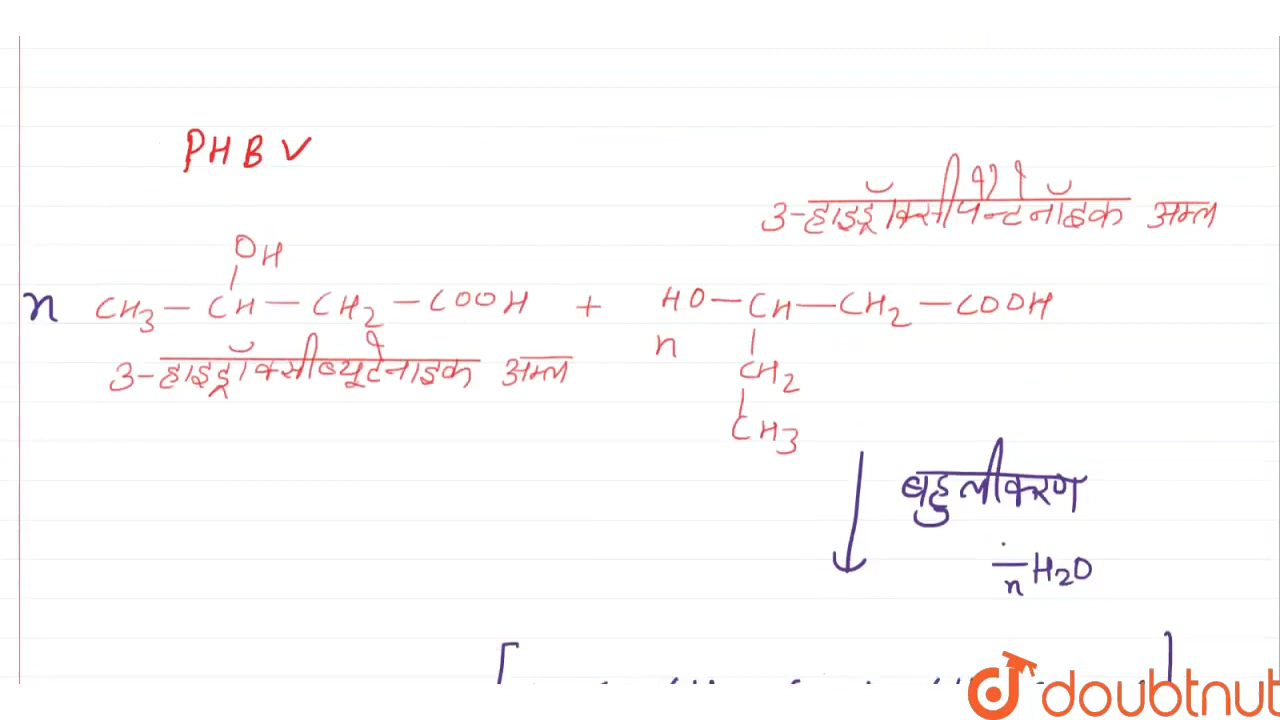 PHBV
3-हाइड्रॉक्सीपेन्टेनॉइक अम्ल
OH
n CH3 — CH — CH2 — COOH + HO — CH — CH2 — COOH
3-हाइड्रॉक्सीब्यूटेनाइक अम्ल
n
CH2
CH3
बहुलीकरण
— n H2O
doubtnut